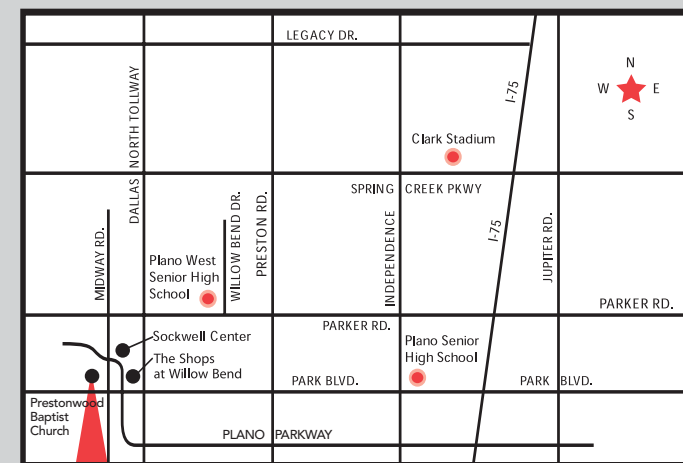 LEGACY DR.
N
W E
S
I-75
NORTH TOLLWAY
DALLAS
Clark Stadium
SPRING CREEK PKWY
MIDWAY RD.
WILLOW BEND DR.
PRESTON RD.
INDEPENDENCE
I-75
JUPITER RD.
Plano West
Senior High
School
PARKER RD.
PARKER RD.
Sockwell Center
The Shops
at Willow Bend
Plano Senior
High School
PARK BLVD.
PARK BLVD.
Prestonwood
Baptist
Church
PLANO PARKWAY